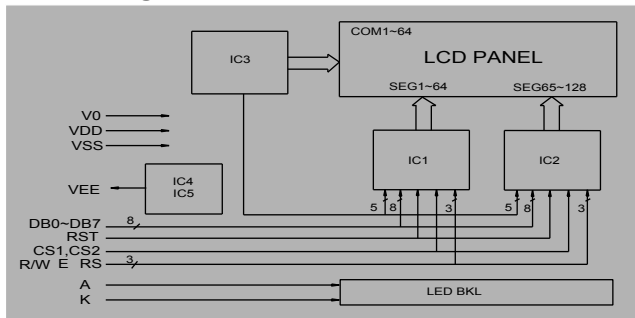 COM1~64
LCD PANEL
IC3
SEG1~64 SEG65~128
V0
VDD
VSS
IC1 IC2
IC4
IC5
VEE
5 8 3 5 8 3
DB0~DB7 8
RST
CS1,CS2
R/W E RS 3
A
LED BKL
K